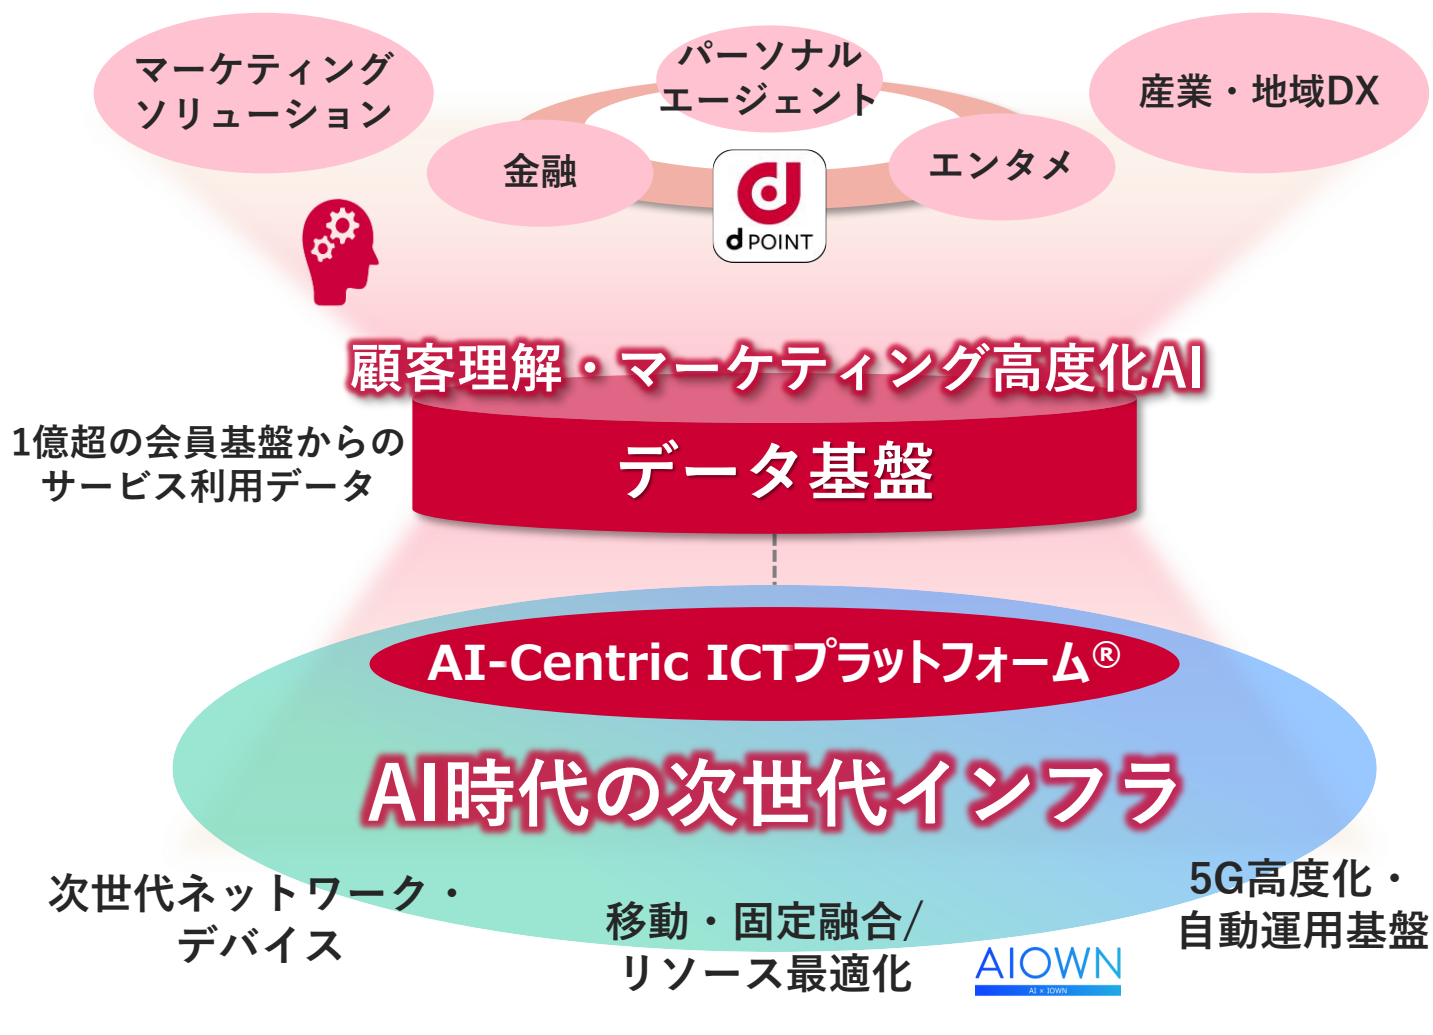 マーケティング
ソリューション
パーソナル
エージェント
産業・地域DX
金融
エンタメ
d POINT
顧客理解・マーケティング高度化AI
1億超の会員基盤からの
サービス利用データ
データ基盤
AI-Centric ICTプラットフォーム®
AI時代の次世代インフラ
次世代ネットワーク・
デバイス
移動・固定融合/
リソース最適化
AIOWN
AI × IOWN
5G高度化・
自動運用基盤